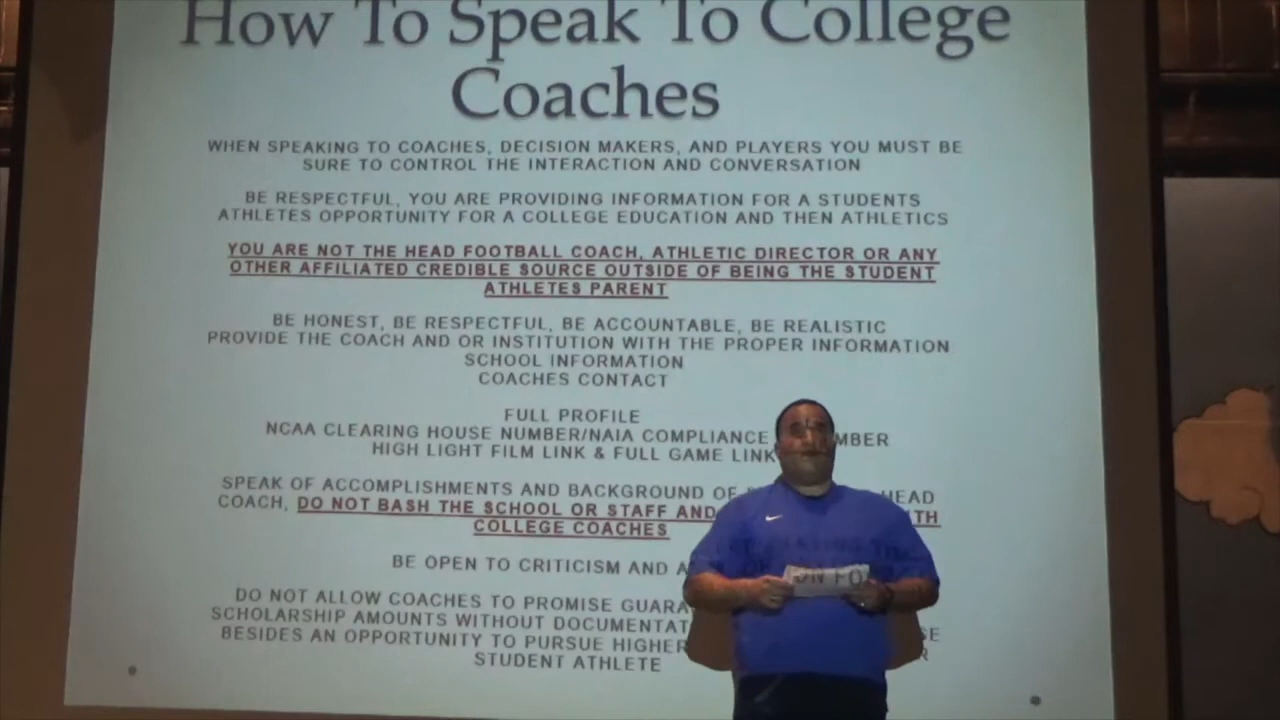 How To Speak To College
Coaches
WHEN SPEAKING TO COACHES, DECISION MAKERS, AND PLAYERS YOU MUST BE
SURE TO CONTROL THE INTERACTION AND CONVERSATION
BE RESPECTFUL, YOU ARE PROVIDING INFORMATION FOR A STUDENTS
ATHLETES OPPORTUNITY FOR A COLLEGE EDUCATION AND THEN ATHLETICS
YOU ARE NOT THE HEAD FOOTBALL COACH, ATHLETIC DIRECTOR OR ANY
OTHER AFFILIATED CREDIBLE SOURCE OUTSIDE OF BEING THE STUDENT
ATHLETES PARENT
BE HONEST, BE RESPECTFUL, BE ACCOUNTABLE, BE REALISTIC
PROVIDE THE COACH AND OR INSTITUTION WITH THE PROPER INFORMATION
SCHOOL INFORMATION
COACHES CONTACT
FULL PROFILE
NCAA CLEARING HOUSE NUMBER/NAIA COMPLIANCE
HIGH LIGHT FILM LINK & FULL GAME LINK
SPEAK OF ACCOMPLISHMENTS AND BACKGROUND OF HEAD
COACH, DO NOT BASH THE SCHOOL OR STAFF AND
COLLEGE COACHES
BE OPEN TO CRITICISM AND
DO NOT ALLOW COACHES TO PROMISE
SCHOLARSHIP AMOUNTS WITHOUT
BESIDES AN OPPORTUNITY TO PURSUE HIGHER
STUDENT ATHLETE